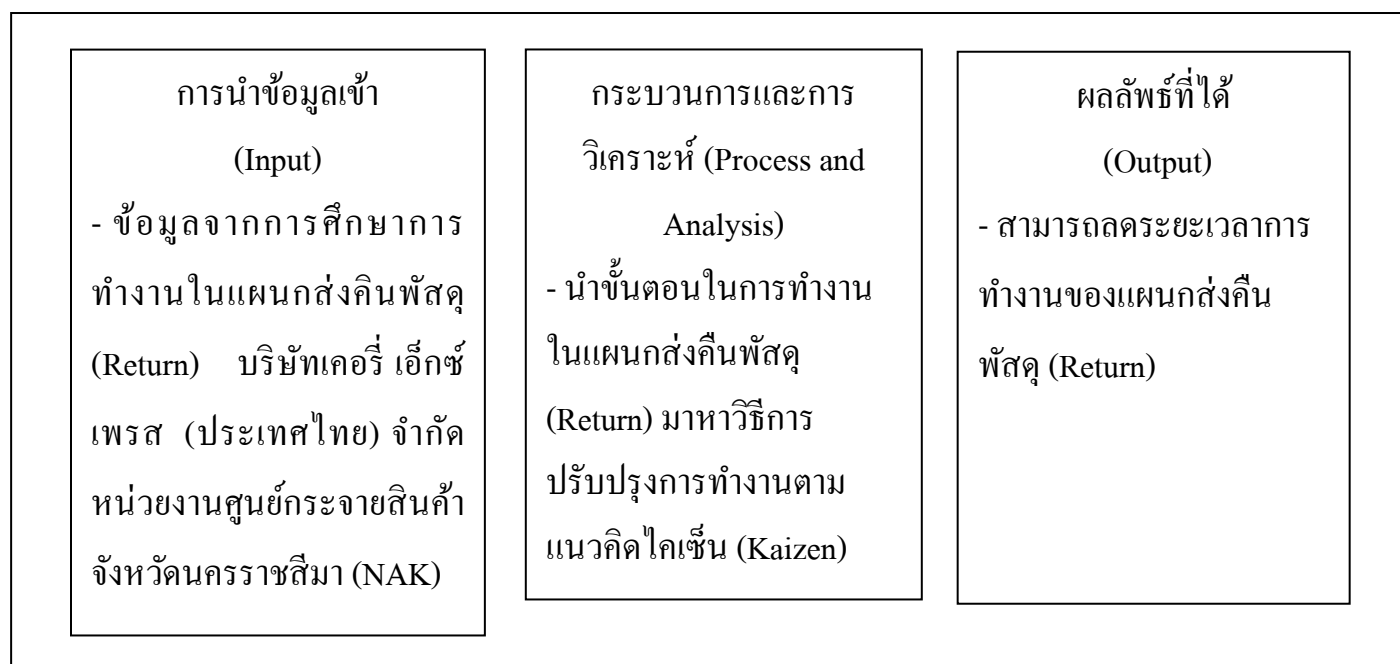 การนำข้อมูลเข้า
(Input)
- ข้อมูลจากการศึกษาการ
ทำงานในแผนกส่งคินพัสดุ
(Return) บริษัทเคอรี่ เอ็กซ์
เพรส (ประเทศไทย) จำกัด
หน่วยงานศูนย์กระจายสินค้า
จังหวัดนครราชสีมา (NAK)
กระบวนการและการ
วิเคราะห์ (Process and
Analysis)
- นำขั้นตอนในการทำงาน
ในแผนกส่งคืนพัสดุ
(Return) มาหาวิธีการ
ปรับปรุงการทำงานตาม
แนวคิดไคเซ็น (Kaizen)
ผลลัพธ์ที่ได้
(Output)
- สามารถลดระยะเวลาการ
ทำงานของแผนกส่งคืน
พัสดุ (Return)